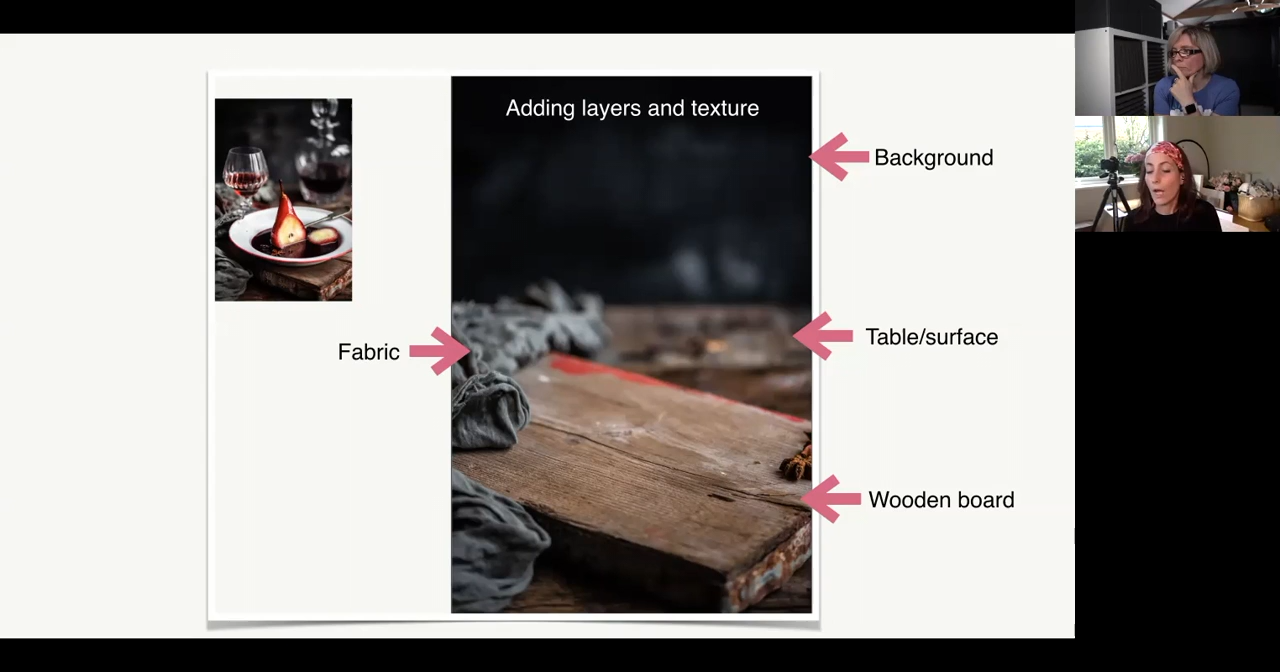 Adding layers and texture
Background
Table/surface
Fabric
Wooden board